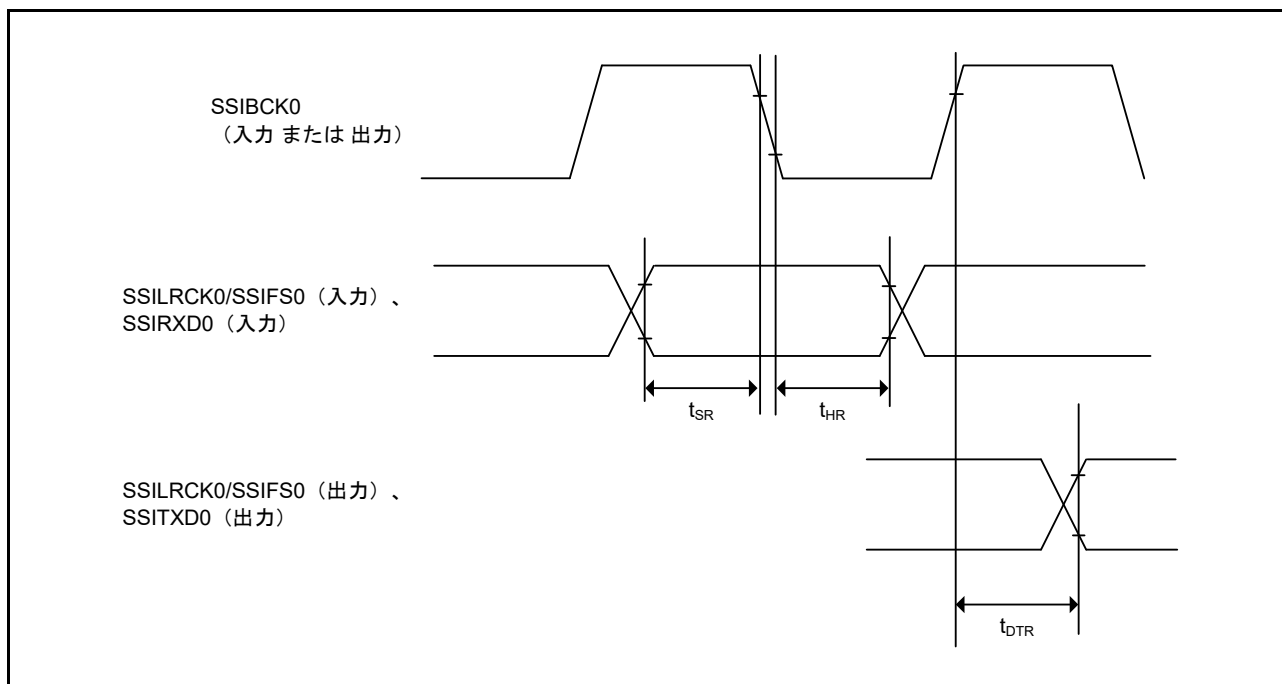 SSIBCK0
（入力 または 出力）
SSILRCK0/SSIFS0（入力）、
SSIRXD0（入力）
tSR
tHR
SSILRCK0/SSIFS0（出力）、
SSITXD0（出力）
tDTR